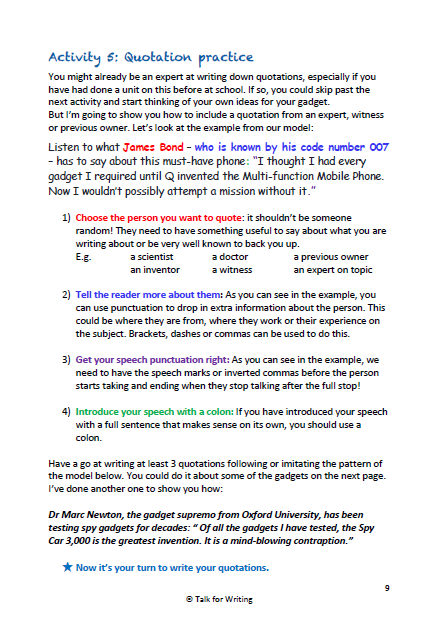 Activity 5: Quotation practice
You might already be an expert at writing down quotations, especially if you
have had done a unit on this before at school. If so, you could skip past the
next activity and start thinking of your own ideas for your gadget.
But I'm going to show you how to include a quotation from an expert, witness
or previous owner. Let's look at the example from our model:
Listen to what James Bond – who is known by his code number 007
– has to say about this must-have phone: "I thought I had every
gadget I required until Q invented the Multi-function Mobile Phone.
Now I wouldn't possibly attempt a mission without it."
1) Choose the person you want to quote: it shouldn't be someone
random! They need to have something useful to say about what you are
writing about or be very well known to back you up.
E.g. a scientist a doctor a previous owner
an inventor a witness an expert on topic
2) Tell the reader more about them: As you can see in the example, you
can use punctuation to drop in extra information about the person. This
could be where they are from, where they work or their experience on
the subject. Brackets, dashes or commas can be used to do this.
3) Get your speech punctuation right: As you can see in the example, we
need to have the speech marks or inverted commas before the person
starts taking and ending when they stop talking after the full stop!
4) Introduce your speech with a colon: If you have introduced your speech
with a full sentence that makes sense on its own, you should use a
colon.
Have a go at writing at least 3 quotations following or imitating the pattern of
the model below. You could do it about some of the gadgets on the next page.
I've done another one to show you how:
Dr Marc Newton, the gadget supremo from Oxford University, has been
testing spy gadgets for decades: " Of all the gadgets I have tested, the Spy
Car 3,000 is the greatest invention. It is a mind-blowing contraption."
★ Now it's your turn to write your quotations.
9
© Talk for Writing